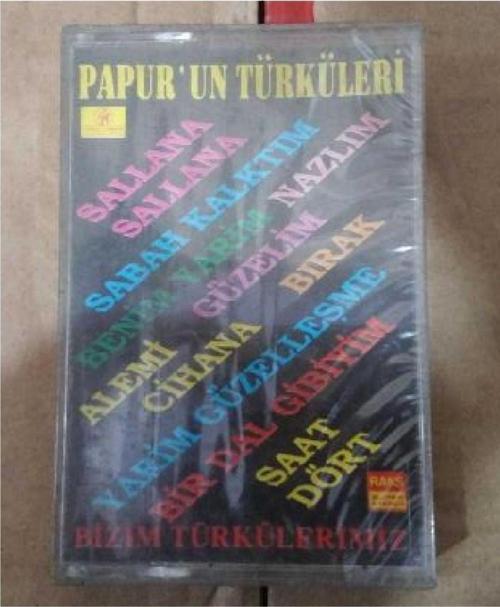 PAPUR'UN TÜRKÜLERİ
SALLANA
SALLANA
SABAH KALKTIM
BENİM YARİM NAZLIM
GÜZELİM
BIRAK
ALEMİ
CİHANA
YARİM GÜZELLEŞME
BİR DAL GİBİYİM
SAAT
DÖRT
RAKS
BİZİM TÜRKÜLERİMİZ